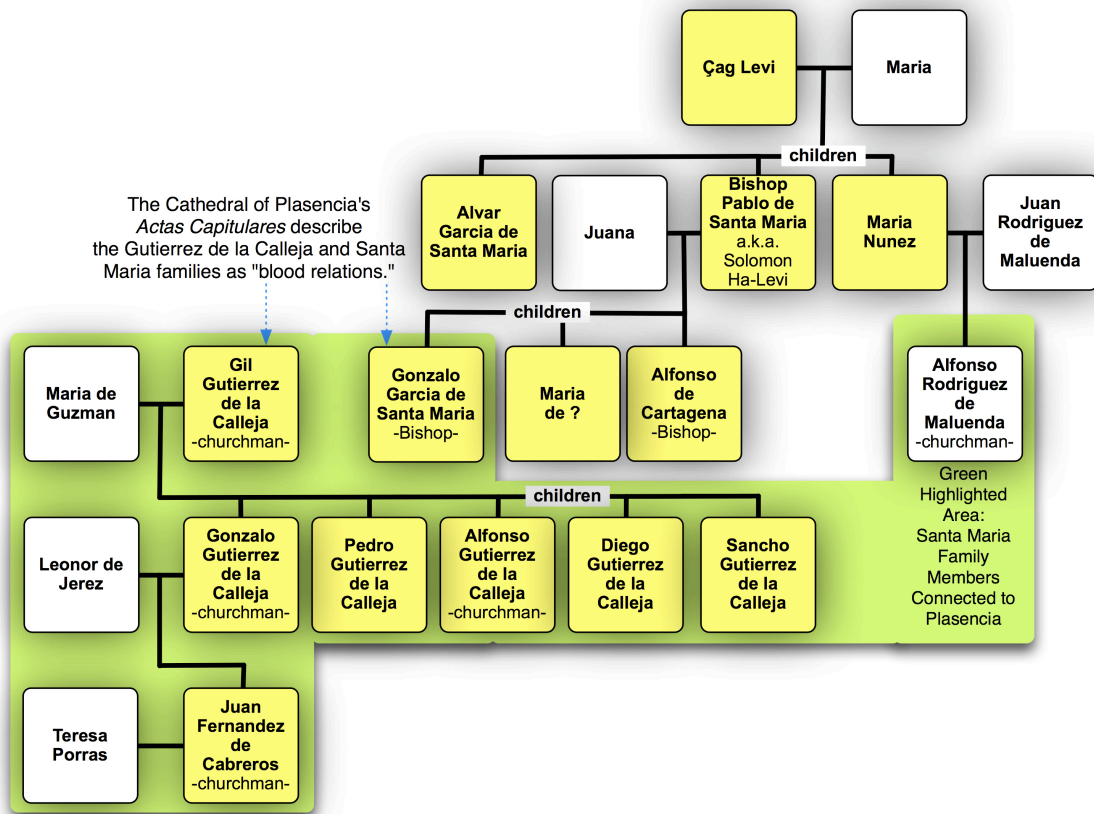 Çag Levi
Maria
children
Alvar
Garcia de
Santa Maria
Juana
Bishop
Pablo de
Santa Maria
a.k.a.
Solomon
Ha-Levi
Maria
Nunez
Juan
Rodriguez
de
Maluenda
The Cathedral of Plasencia's
Actas Capitulares describe
the Gutierrez de la Calleja and Santa
Maria families as "blood relations."
children
Maria de
Guzman
Gil
Gutierrez
de la
Calleja
-churchman-
Gonzalo
Garcia de
Santa Maria
-Bishop-
Maria
de ?
Alfonso
de
Cartagena
-Bishop-
Alfonso
Rodriguez
de
Maluenda
-churchman-
Green
Highlighted
Area:
Santa Maria
Family
Members
Connected to
Plasencia
children
Leonor de
Jerez
Gonzalo
Gutierrez
de la
Calleja
-churchman-
Pedro
Gutierrez
de la
Calleja
Alfonso
Gutierrez
de la
Calleja
-churchman-
Diego
Gutierrez
de la
Calleja
Sancho
Gutierrez
de la
Calleja
Teresa
Porras
Juan
Fernandez
de
Cabreros
-churchman-